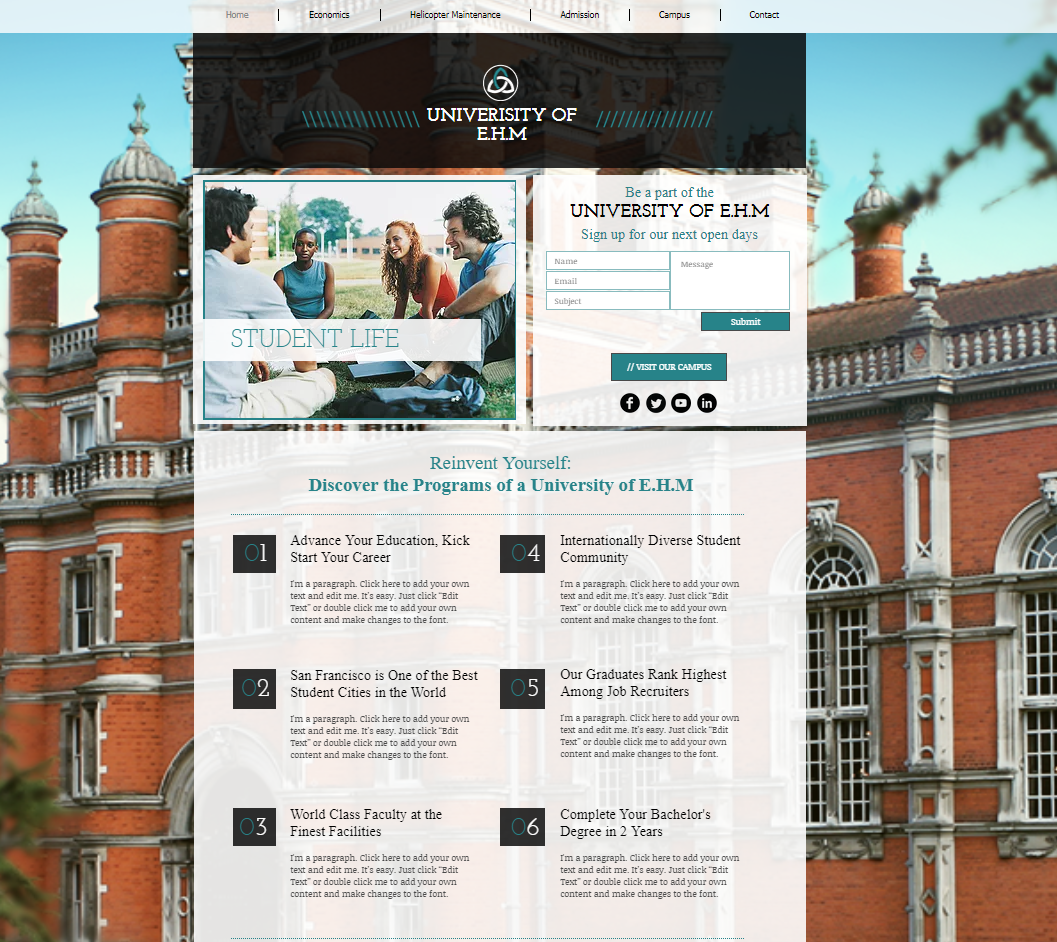 Home
Economics
Helicopter Maintenance
Admission
Campus
Contact
UNIVERISITY OF
E.H.M
STUDENT LIFE
Be a part of the
UNIVERSITY OF E.H.M
Sign up for our next open days
Name
Email
Subject
Message
Submit
// VISIT OUR CAMPUS
Reinvent Yourself:
Discover the Programs of a University of E.H.M
01
Advance Your Education, Kick
Start Your Career
I'm a paragraph. Click here to add your own
text and edit me. It's easy. Just click "Edit
Text" or double click me to add your own
content and make changes to the font.
02
San Francisco is One of the Best
Student Cities in the World
I'm a paragraph. Click here to add your own
text and edit me. It's easy. Just click "Edit
Text" or double click me to add your own
content and make changes to the font.
03
World Class Faculty at the
Finest Facilities
I'm a paragraph. Click here to add your own
text and edit me. It's easy. Just click "Edit
Text" or double click me to add your own
content and make changes to the font.
04
Internationally Diverse Student
Community
I'm a paragraph. Click here to add your own
text and edit me. It's easy. Just click "Edit
Text" or double click me to add your own
content and make changes to the font.
05
Our Graduates Rank Highest
Among Job Recruiters
I'm a paragraph. Click here to add your own
text and edit me. It's easy. Just click "Edit
Text" or double click me to add your own
content and make changes to the font.
06
Complete Your Bachelor's
Degree in 2 Years
I'm a paragraph. Click here to add your own
text and edit me. It's easy. Just click "Edit
Text" or double click me to add your own
content and make changes to the font.